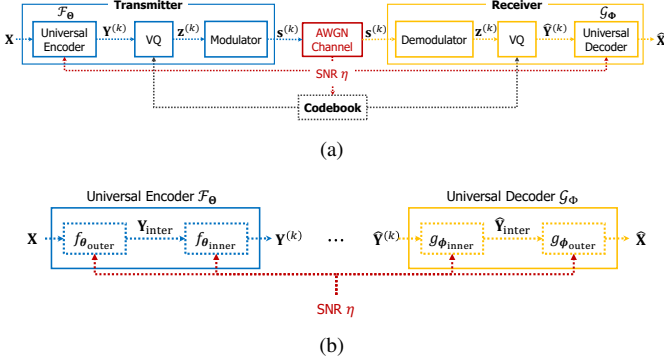 Transmitter
Receiver
ℱ_Θ
𝒢_Φ
X
Universal Encoder
Y^(k)
VQ
z^(k)
Modulator
s^(k)
AWGN Channel
s^(k)
Demodulator
z^(k)
VQ
Ŷ^(k)
Universal Decoder
X̂
SNR η
Codebook
(a)
Universal Encoder ℱ_Θ
Universal Decoder 𝒢_Φ
X
f_θouter
Y_inter
f_θinner
Y^(k)
...
Ŷ^(k)
g_ϕinner
Ŷ_inter
g_ϕouter
X̂
SNR η
(b)